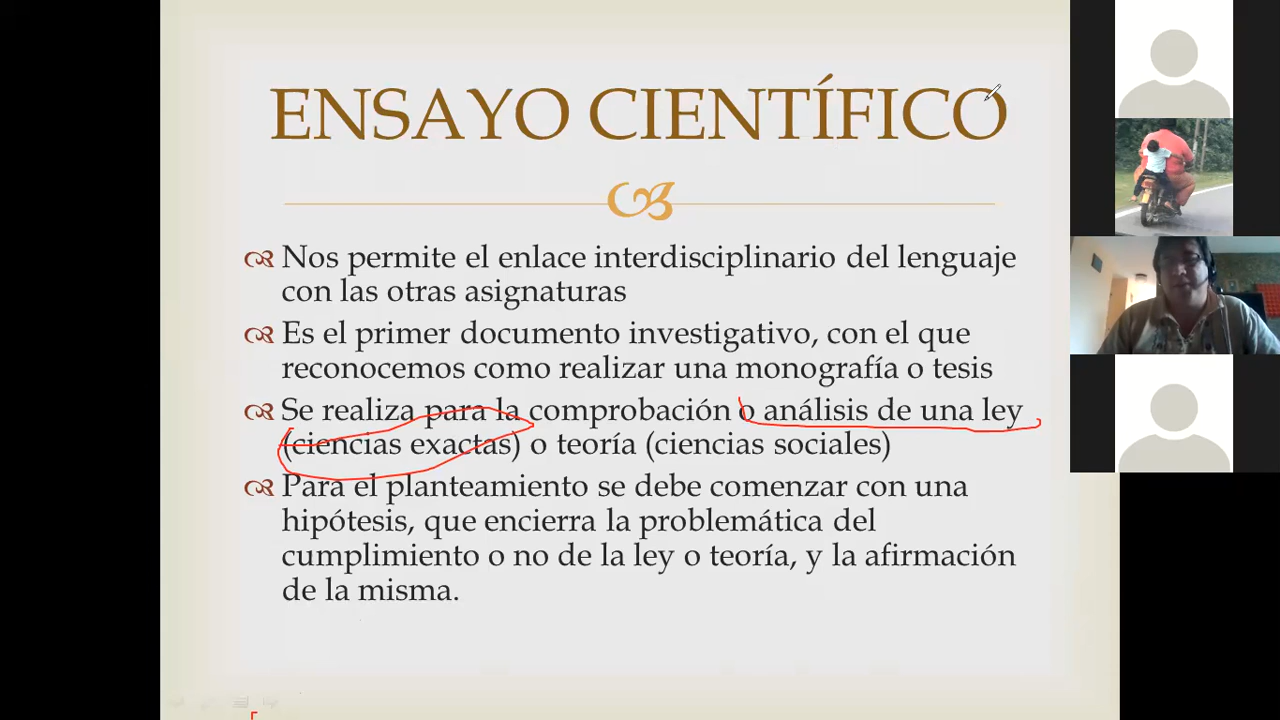 ENSAYO CIENTÍFICO
Nos permite el enlace interdisciplinario del lenguaje
con las otras asignaturas
Es el primer documento investigativo, con el que
reconocemos como realizar una monografía o tesis
Se realiza para la comprobación o análisis de una ley
(ciencias exactas) o teoría (ciencias sociales)
Para el planteamiento se debe comenzar con una
hipótesis, que encierra la problemática del
cumplimiento o no de la ley o teoría, y la afirmación
de la misma.